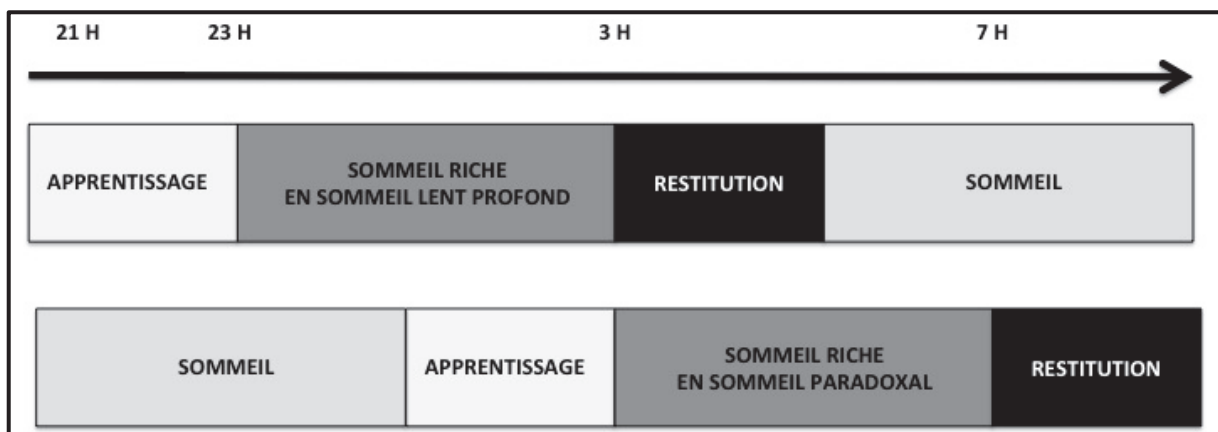 21 H 23 H 3 H 7 H
APPRENTISSAGE
SOMMEIL RICHE
EN SOMMEIL LENT PROFOND
RESTITUTION
SOMMEIL
SOMMEIL
APPRENTISSAGE
SOMMEIL RICHE
EN SOMMEIL PARADOXAL
RESTITUTION